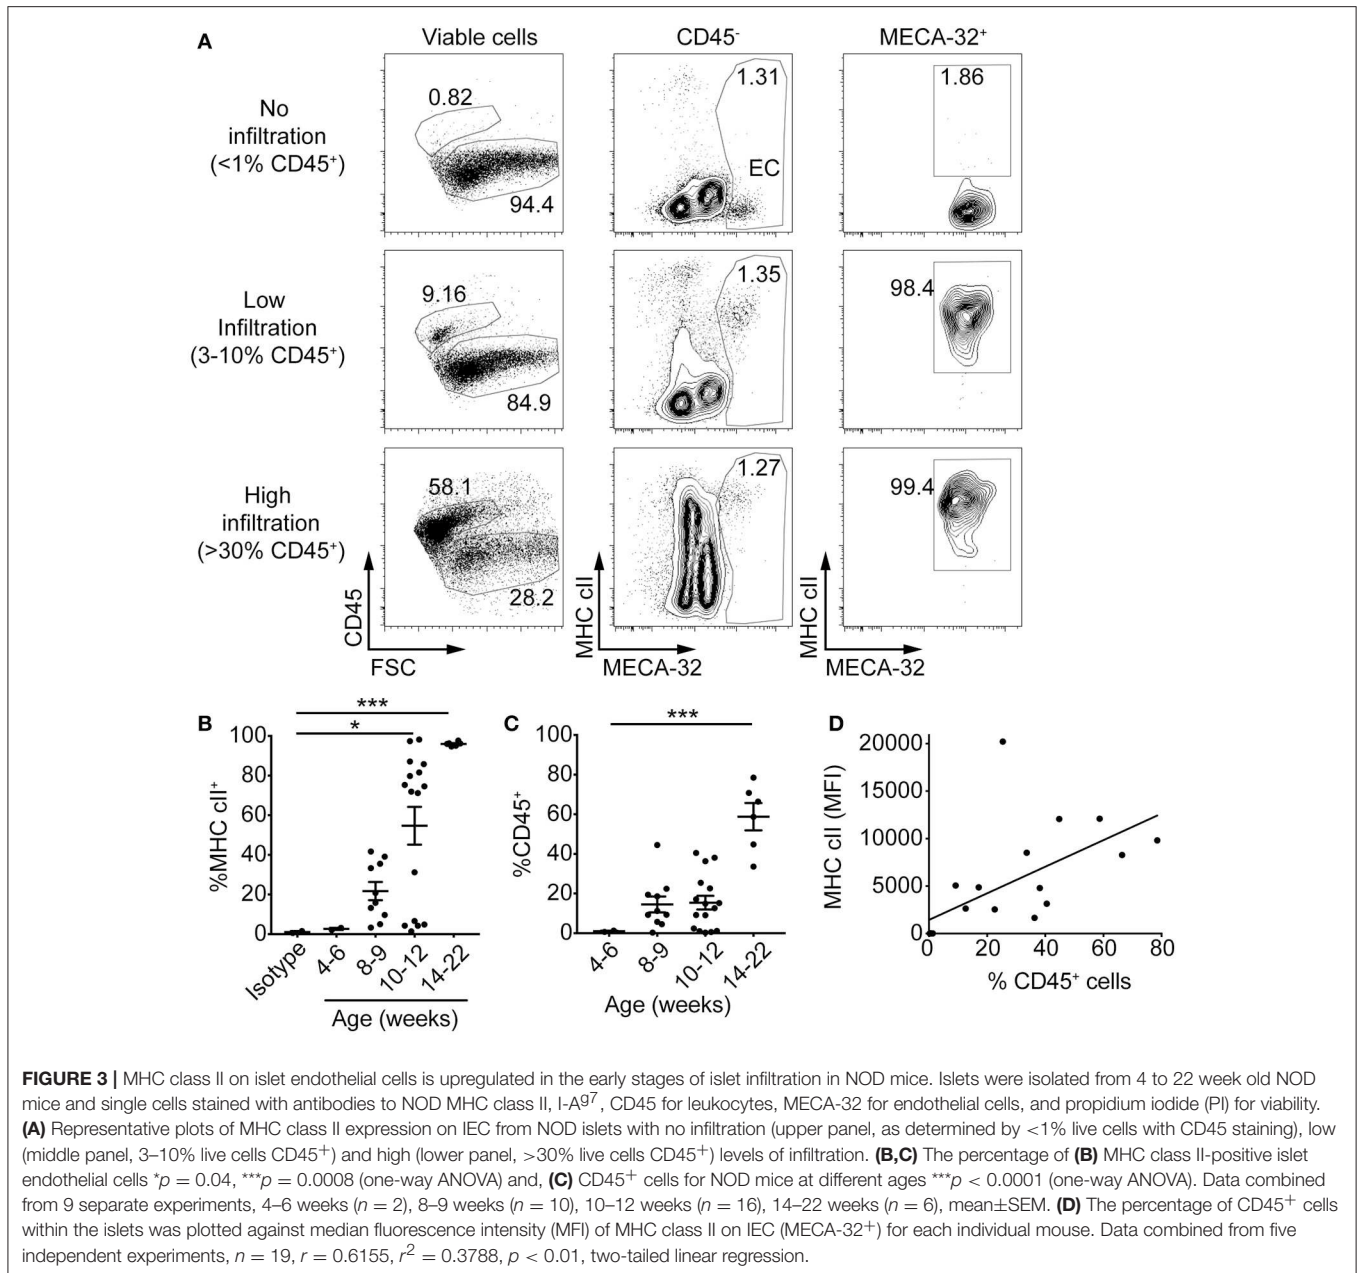 A
Viable cells
CD45⁻
MECA-32⁺
No
infiltration
(<1% CD45⁺)
0.82
94.4
1.31
EC
1.86
Low
Infiltration
(3-10% CD45⁺)
9.16
84.9
1.35
98.4
High
infiltration
(>30% CD45⁺)
58.1
28.2
1.27
99.4
CD45
FSC
MHC cII
MECA-32
MHC cII
MECA-32
B
***
*
%MHC cII⁺
100
80
60
40
20
0
Isotype
4-6
8-9
10-12
14-22
Age (weeks)
C
***
%CD45⁺
100
80
60
40
20
0
4-6
8-9
10-12
14-22
Age (weeks)
D
MHC cII (MFI)
20000
15000
10000
5000
0
0
20
40
60
80
% CD45⁺ cells
FIGURE 3 | MHC class II on islet endothelial cells is upregulated in the early stages of islet infiltration in NOD mice. Islets were isolated from 4 to 22 week old NOD
mice and single cells stained with antibodies to NOD MHC class II, I-Aᵍ⁷, CD45 for leukocytes, MECA-32 for endothelial cells, and propidium iodide (PI) for viability.
(A) Representative plots of MHC class II expression on IEC from NOD islets with no infiltration (upper panel, as determined by <1% live cells with CD45 staining), low
(middle panel, 3–10% live cells CD45⁺) and high (lower panel, >30% live cells CD45⁺) levels of infiltration. (B,C) The percentage of (B) MHC class II-positive islet
endothelial cells *p = 0.04, ***p = 0.0008 (one-way ANOVA) and, (C) CD45⁺ cells for NOD mice at different ages ***p < 0.0001 (one-way ANOVA). Data combined
from 9 separate experiments, 4–6 weeks (n = 2), 8–9 weeks (n = 10), 10–12 weeks (n = 16), 14–22 weeks (n = 6), mean±SEM. (D) The percentage of CD45⁺ cells
within the islets was plotted against median fluorescence intensity (MFI) of MHC class II on IEC (MECA-32⁺) for each individual mouse. Data combined from five
independent experiments, n = 19, r = 0.6155, r² = 0.3788, p < 0.01, two-tailed linear regression.